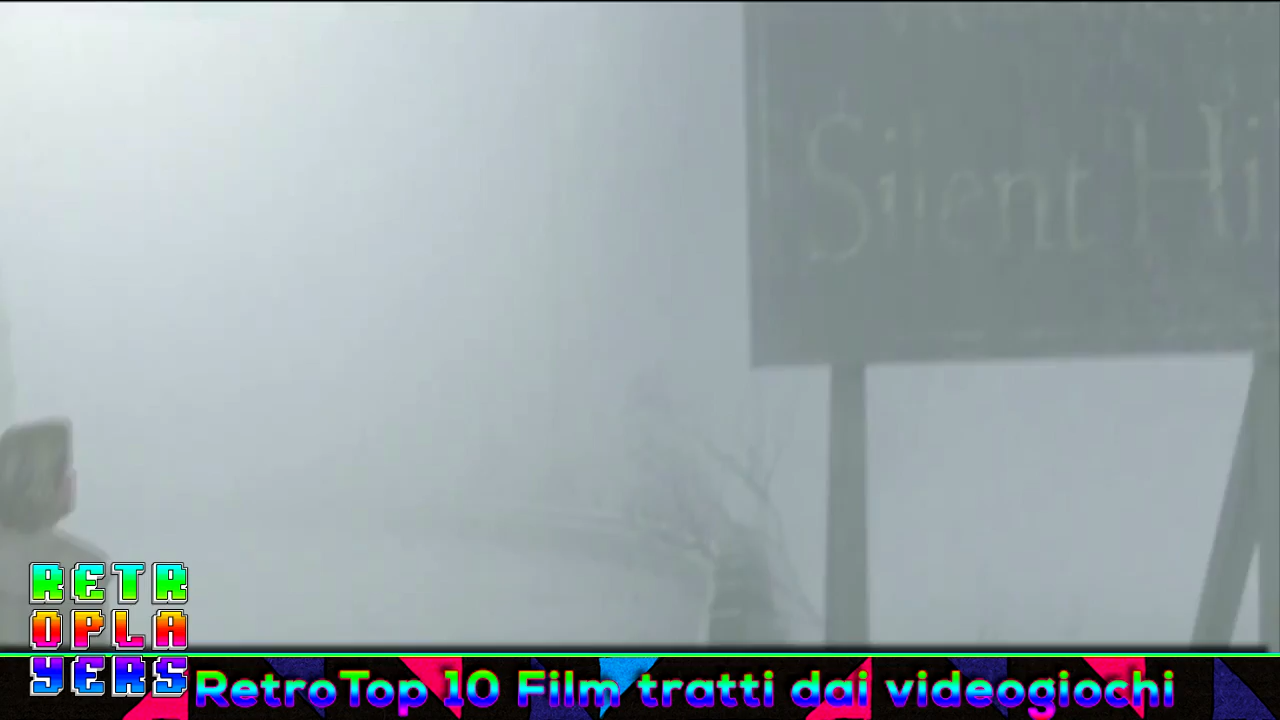 Silent Hi
RETR
OPLA
YERS
RetroTop 10 Film tratti dai videogiochi